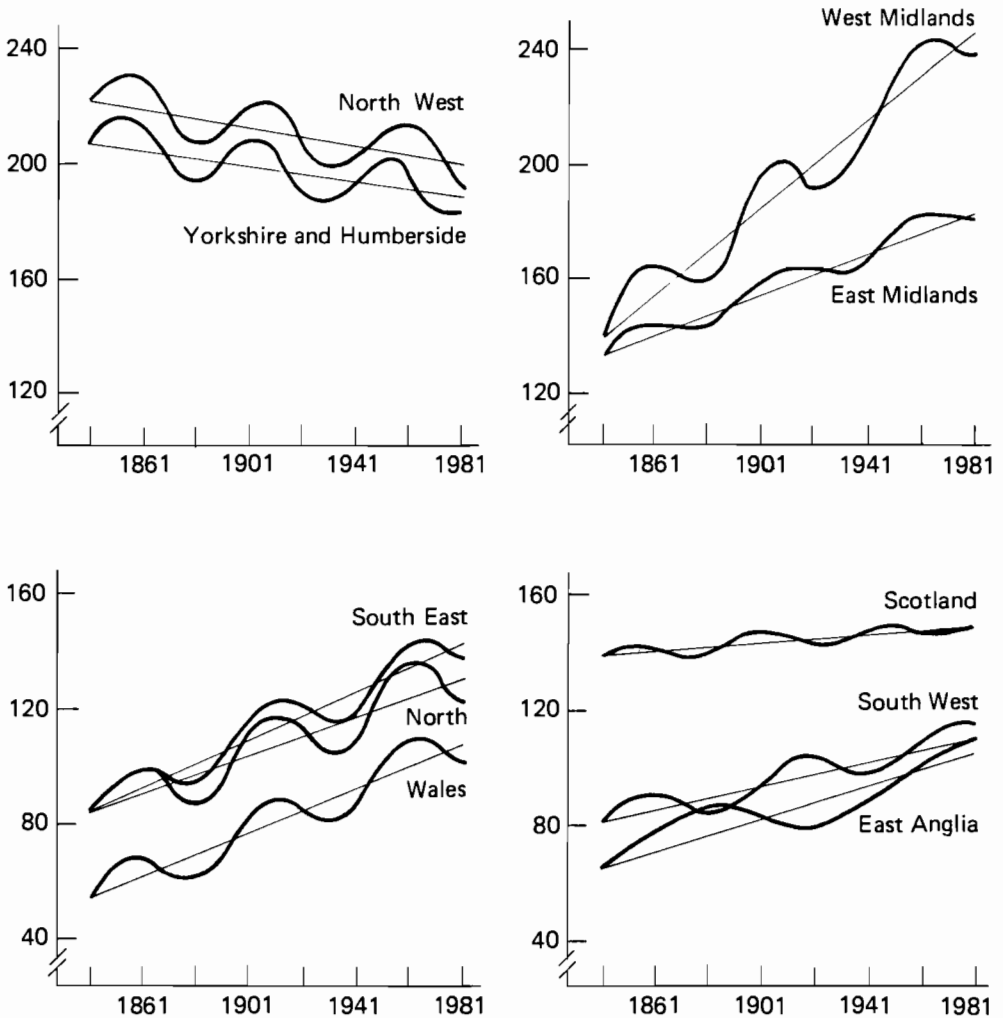 240
200
160
120
North West
Yorkshire and Humberside
1861 1901 1941 1981
West Midlands
240
200
160
120
East Midlands
1861 1901 1941 1981
160
120
80
40
South East
North
Wales
1861 1901 1941 1981
160
120
80
40
Scotland
South West
East Anglia
1861 1901 1941 1981